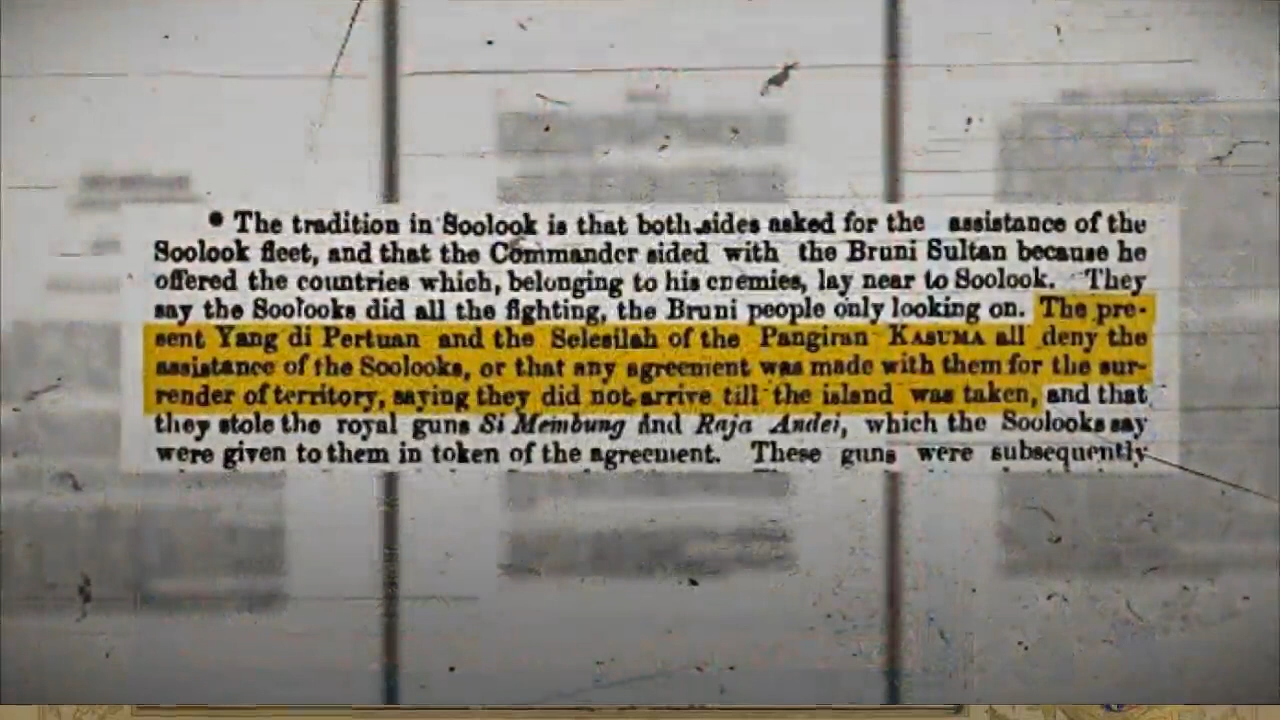 • The tradition in Soolook is that both sides asked for the assistance of the
Soolook fleet, and that the Commander sided with the Bruni Sultan because he
offered the countries which, belonging to his enemies, lay near to Soolook. They
say the Soolooks did all the fighting, the Bruni people only looking on. The pre-
sent Yang di Pertuan and the Selesilah of the Pangiran KASUMA all deny the
assistance of the Soolooks, or that any agreement was made with them for the sur-
render of territory, saying they did not arrive till the island was taken, and that
they stole the royal guns Si Membung and Raja Andei, which the Soolooks say
were given to them in token of the agreement. These guns were subsequently